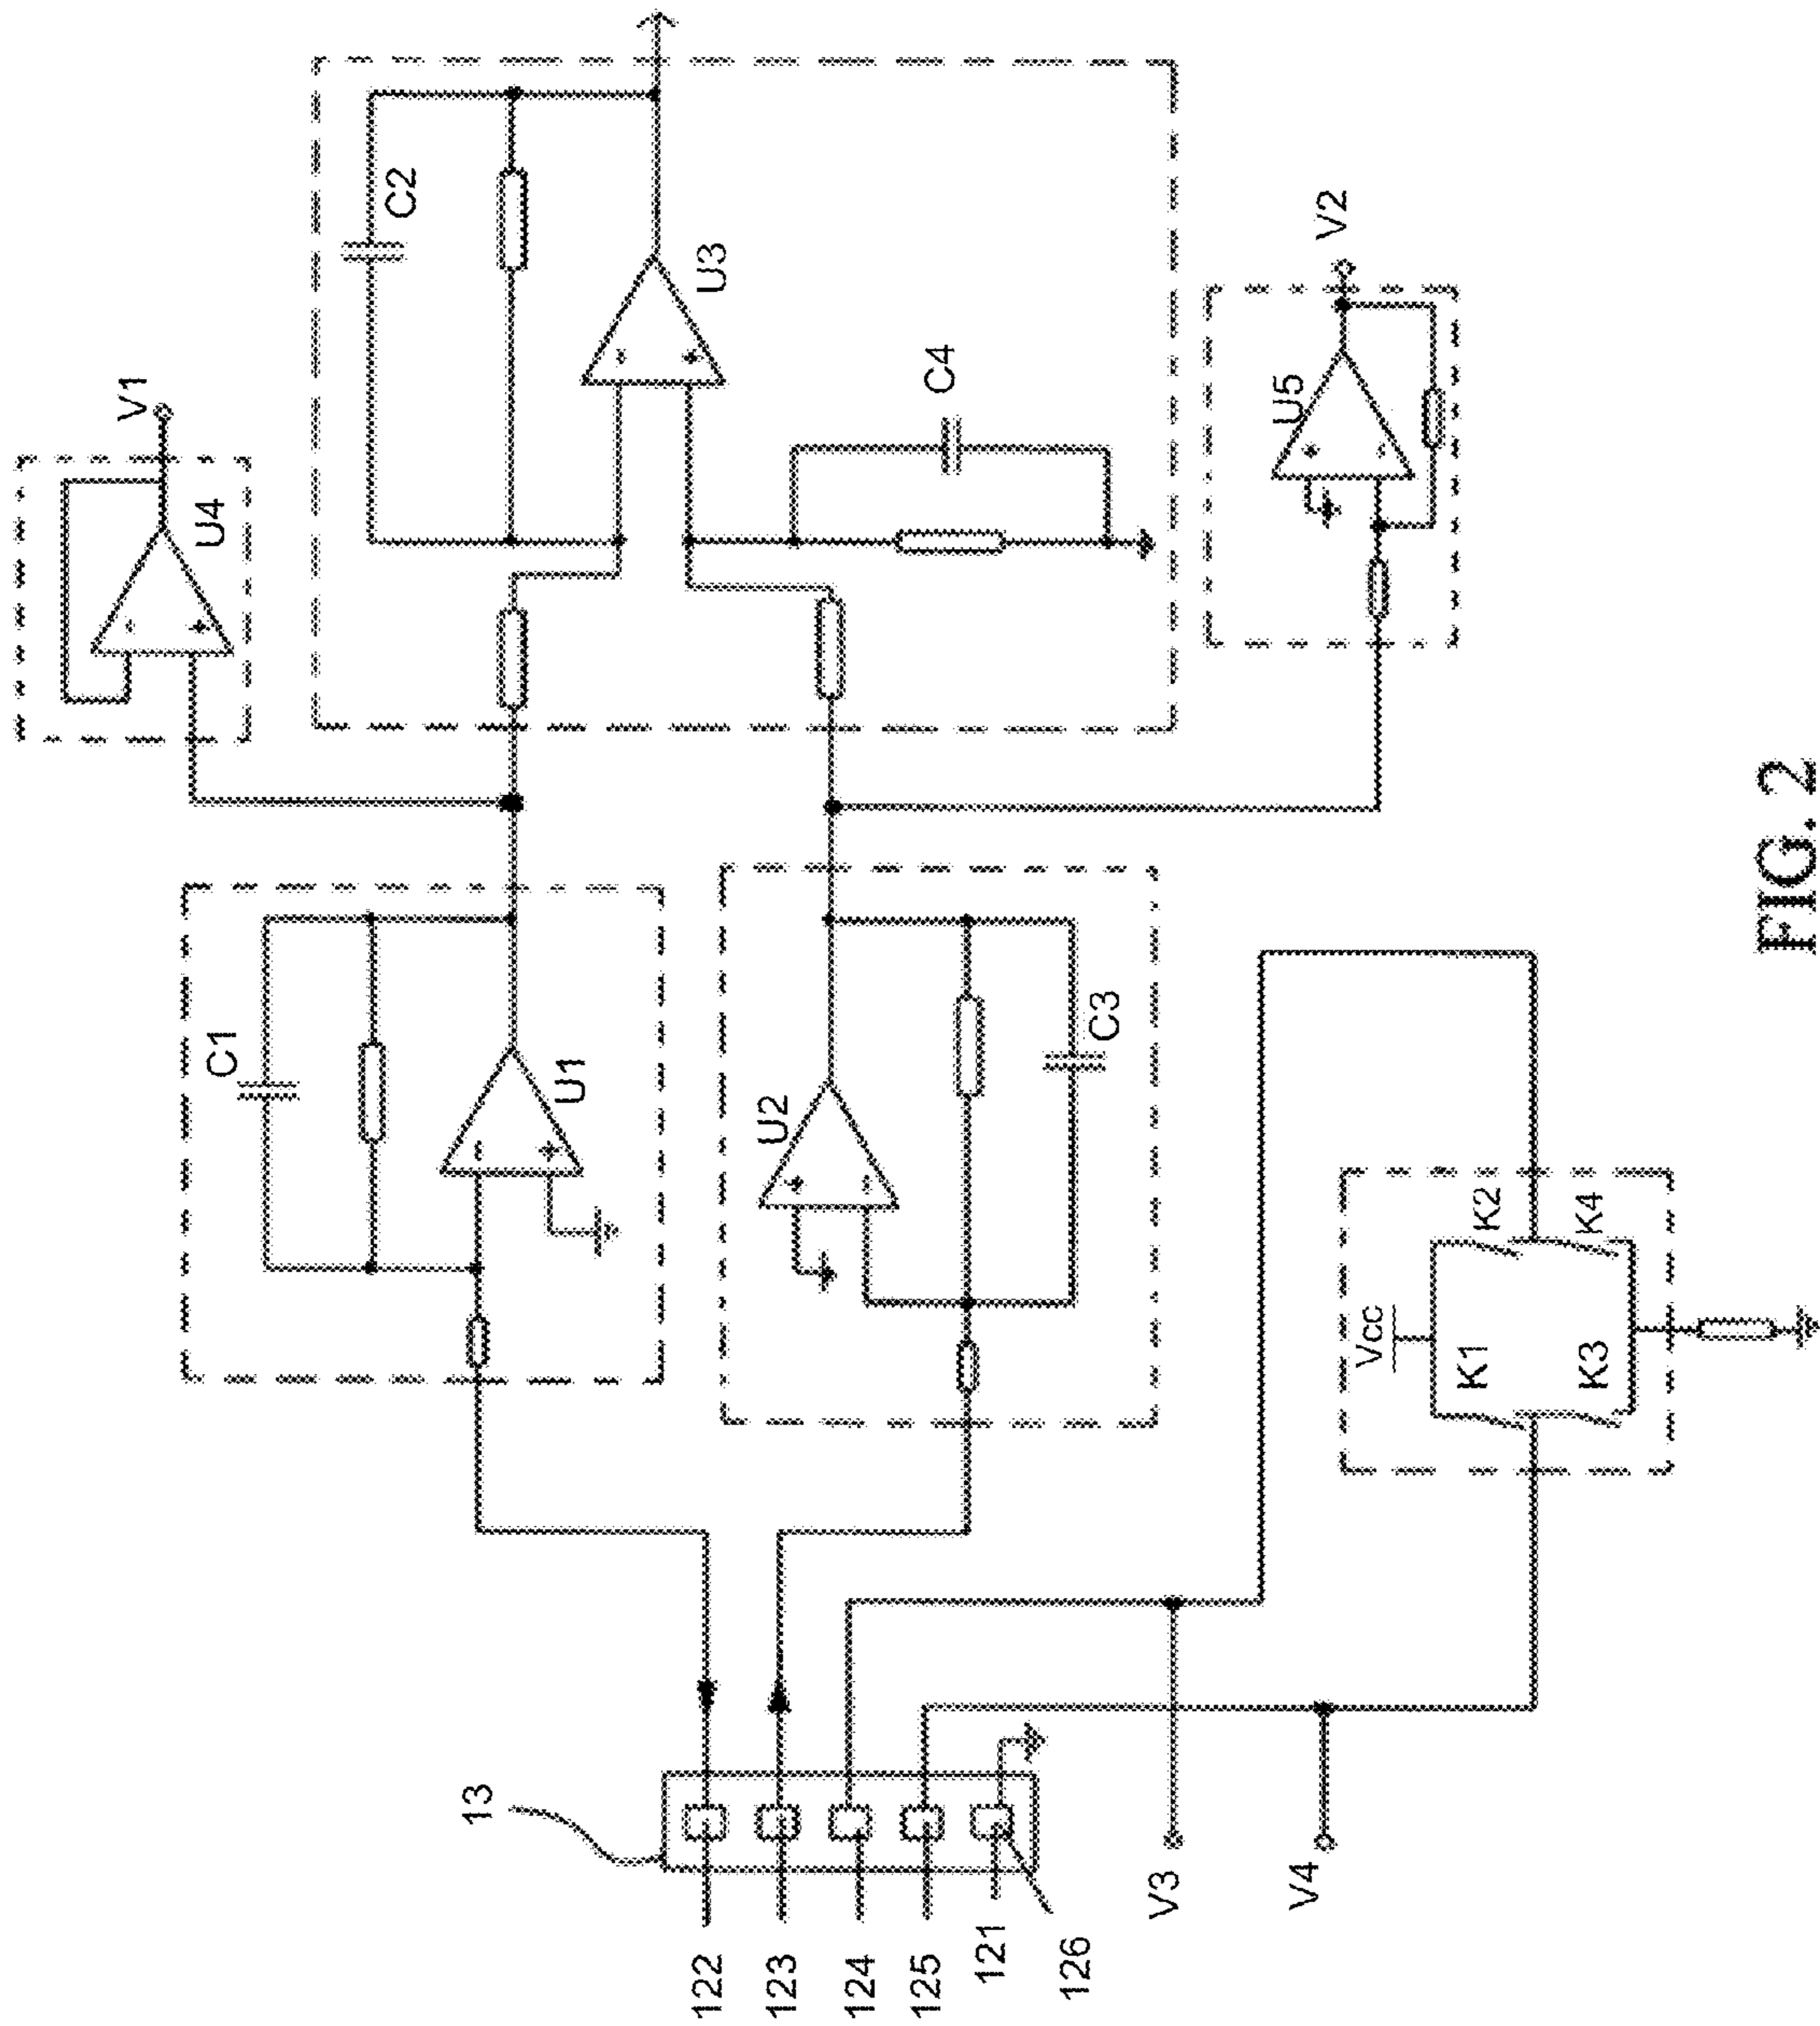 V1
U4
C2
U3
C4
V2
U5
C1
U1
U2
C3
13
122
123
124
125
121
126
V3
V4
Vcc
K1
K2
K3
K4
-
+
-
+
-
+
+
-
+
-
FIG. 2